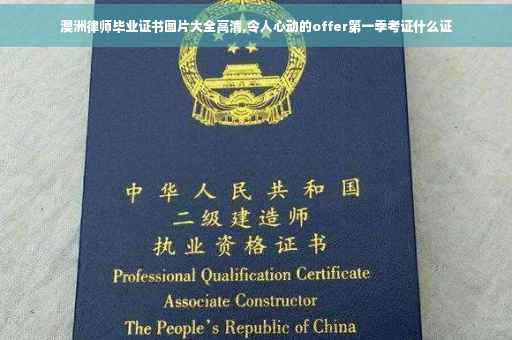 澳洲律师毕业证书图片大全高清,令人心动的offer第一季考证什么证
中华人民共和国
二级建造师
执业资格证书
Professional Qualification Certificate
Associate Constructor
The People's Republic of China